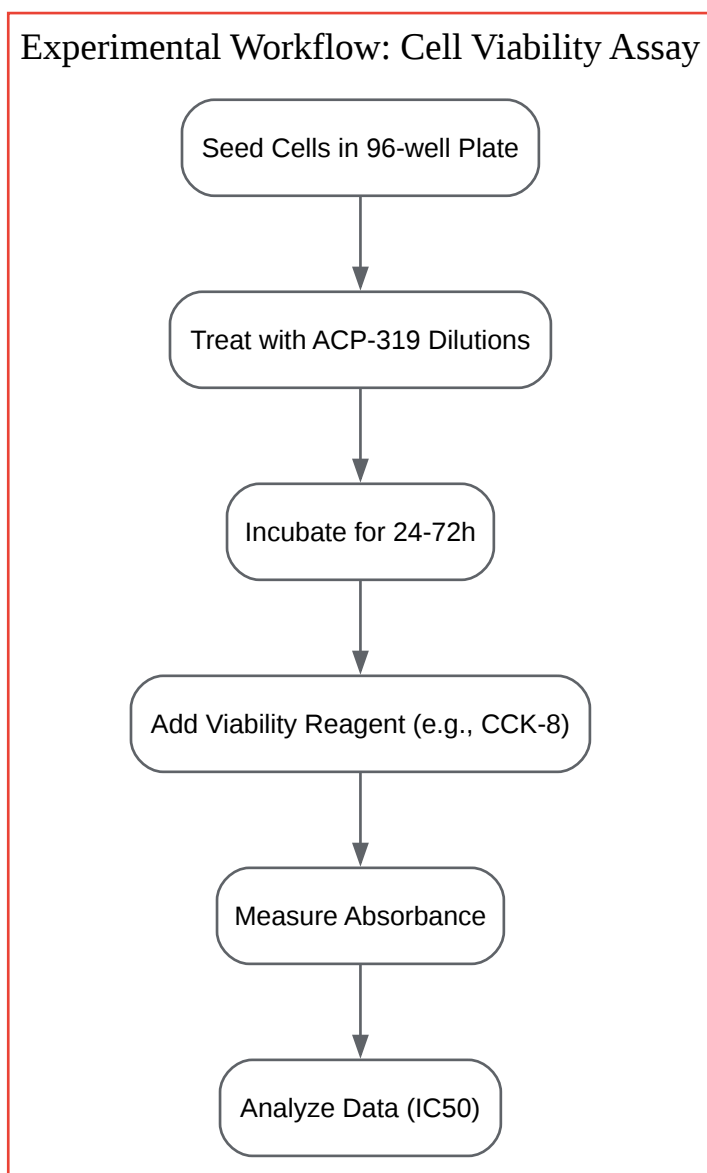 Experimental Workflow: Cell Viability Assay
Seed Cells in 96-well Plate
Treat with ACP-319 Dilutions
Incubate for 24-72h
Add Viability Reagent (e.g., CCK-8)
Measure Absorbance
Analyze Data (IC50)